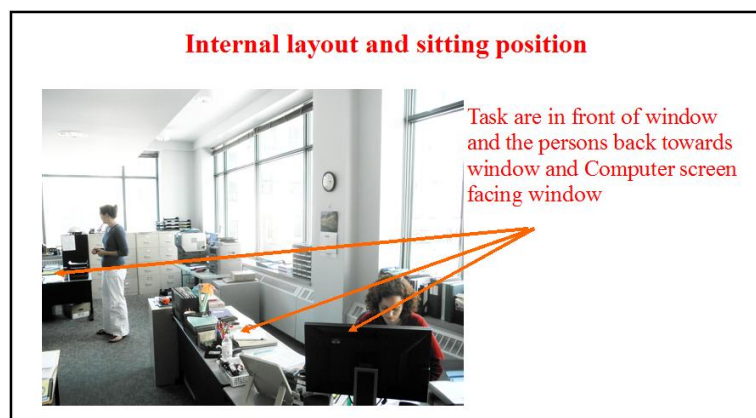 Internal layout and sitting position
Task are in front of window
and the persons back towards
window and Computer screen
facing window